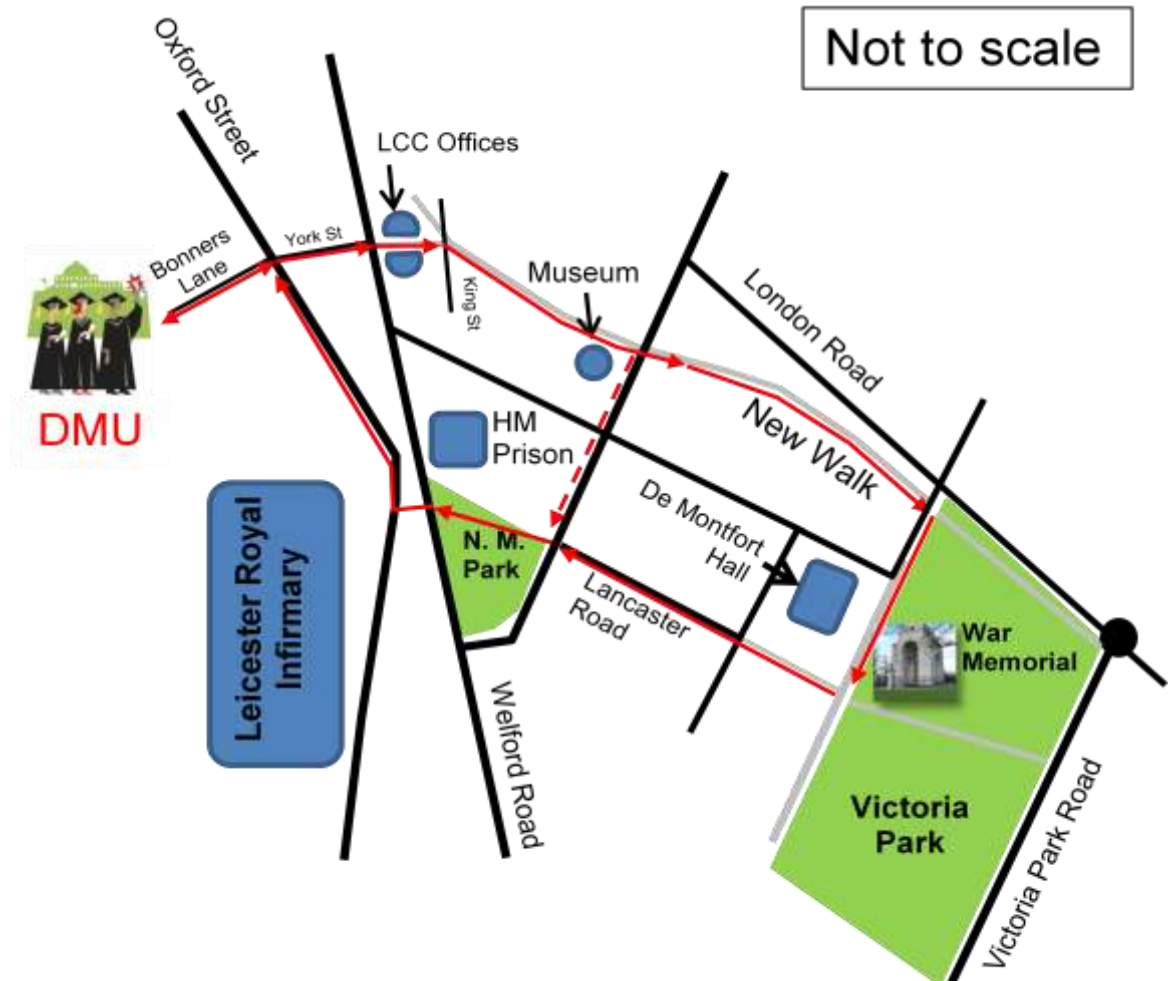 Not to scale
Oxford Street
LCC Offices
York St
Bonners
Lane
King St
Museum
London Road
DMU
HM
Prison
New Walk
De Montfort
Hall
N. M.
Park
Lancaster
Road
Leicester Royal
Infirmary
War
Memorial
Welford Road
Victoria
Park
Victoria Park Road